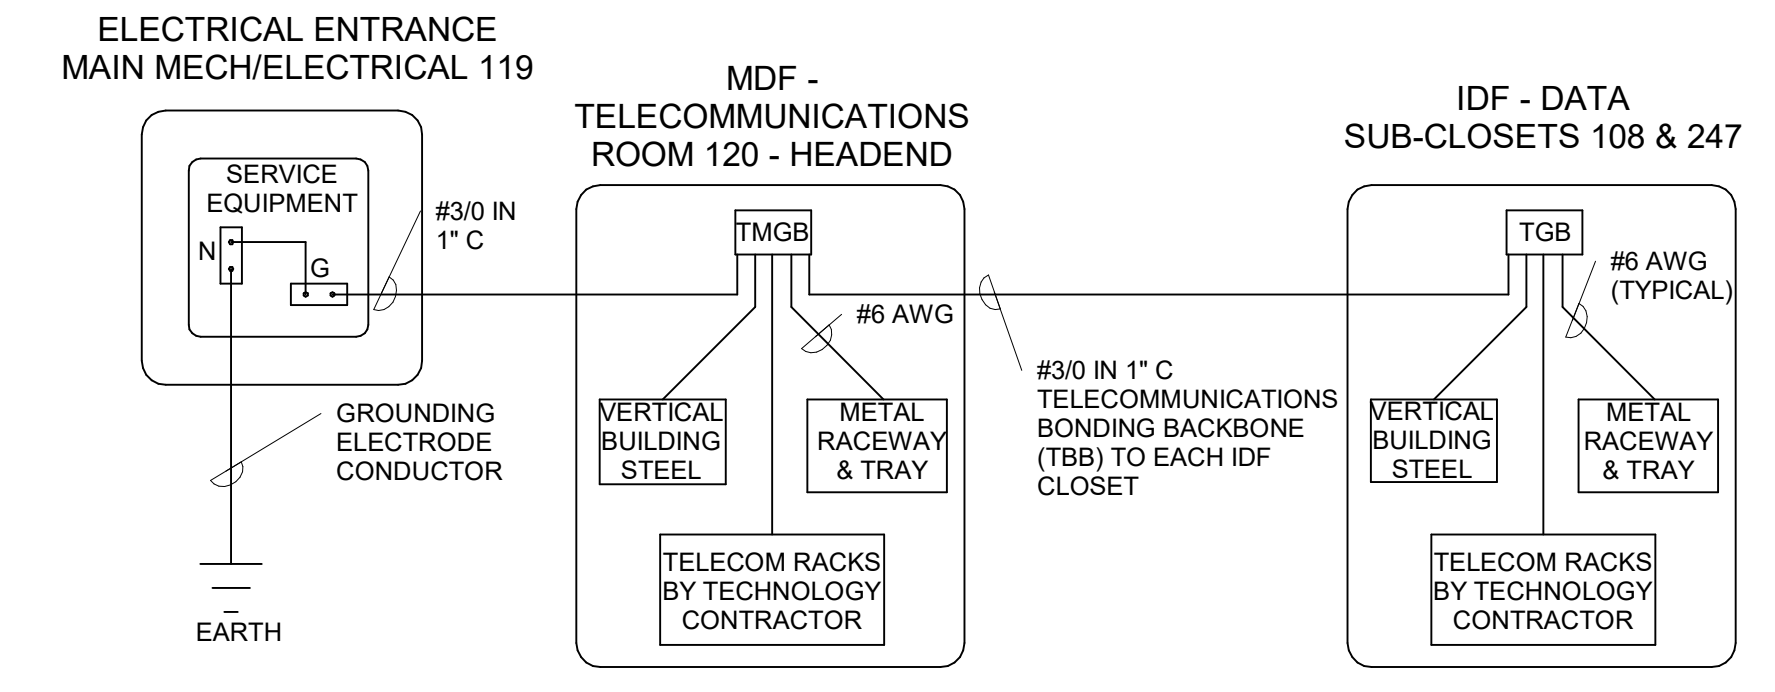 ELECTRICAL ENTRANCE
MAIN MECH/ELECTRICAL 119
SERVICE
EQUIPMENT
N
G
#3/0 IN
1" C
GROUNDING
ELECTRODE
CONDUCTOR
EARTH
MDF -
TELECOMMUNICATIONS
ROOM 120 - HEADEND
TMGB
#6 AWG
VERTICAL
BUILDING
STEEL
METAL
RACEWAY
& TRAY
TELECOM RACKS
BY TECHNOLOGY
CONTRACTOR
#3/0 IN 1" C
TELECOMMUNICATIONS
BONDING BACKBONE
(TBB) TO EACH IDF
CLOSET
IDF - DATA
SUB-CLOSETS 108 & 247
TGB
#6 AWG
(TYPICAL)
VERTICAL
BUILDING
STEEL
METAL
RACEWAY
& TRAY
TELECOM RACKS
BY TECHNOLOGY
CONTRACTOR